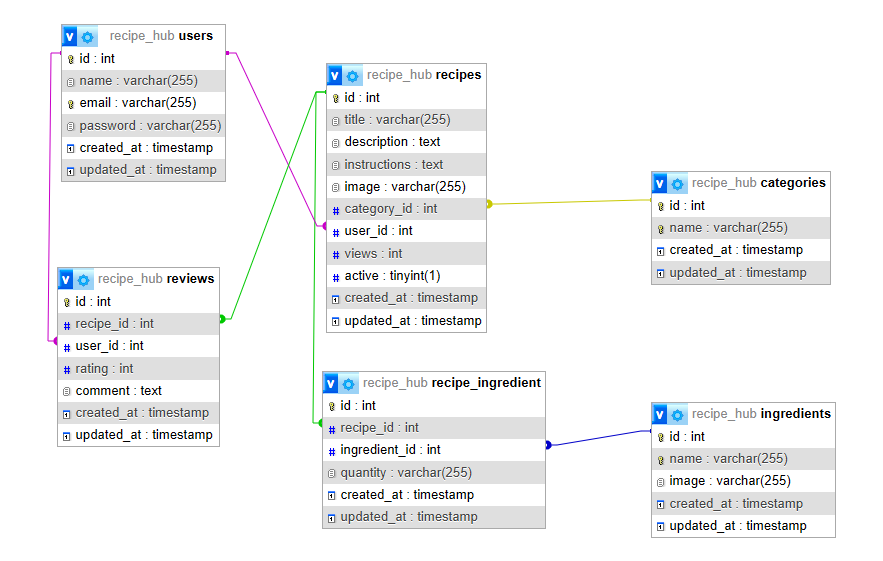 recipe_hub users
id : int
name : varchar(255)
email : varchar(255)
password : varchar(255)
created_at : timestamp
updated_at : timestamp
recipe_hub recipes
id : int
title : varchar(255)
description : text
instructions : text
image : varchar(255)
category_id : int
user_id : int
views : int
active : tinyint(1)
created_at : timestamp
updated_at : timestamp
recipe_hub categories
id : int
name : varchar(255)
created_at : timestamp
updated_at : timestamp
recipe_hub reviews
id : int
recipe_id : int
user_id : int
rating : int
comment : text
created_at : timestamp
updated_at : timestamp
recipe_hub recipe_ingredient
id : int
recipe_id : int
ingredient_id : int
quantity : varchar(255)
created_at : timestamp
updated_at : timestamp
recipe_hub ingredients
id : int
name : varchar(255)
image : varchar(255)
created_at : timestamp
updated_at : timestamp